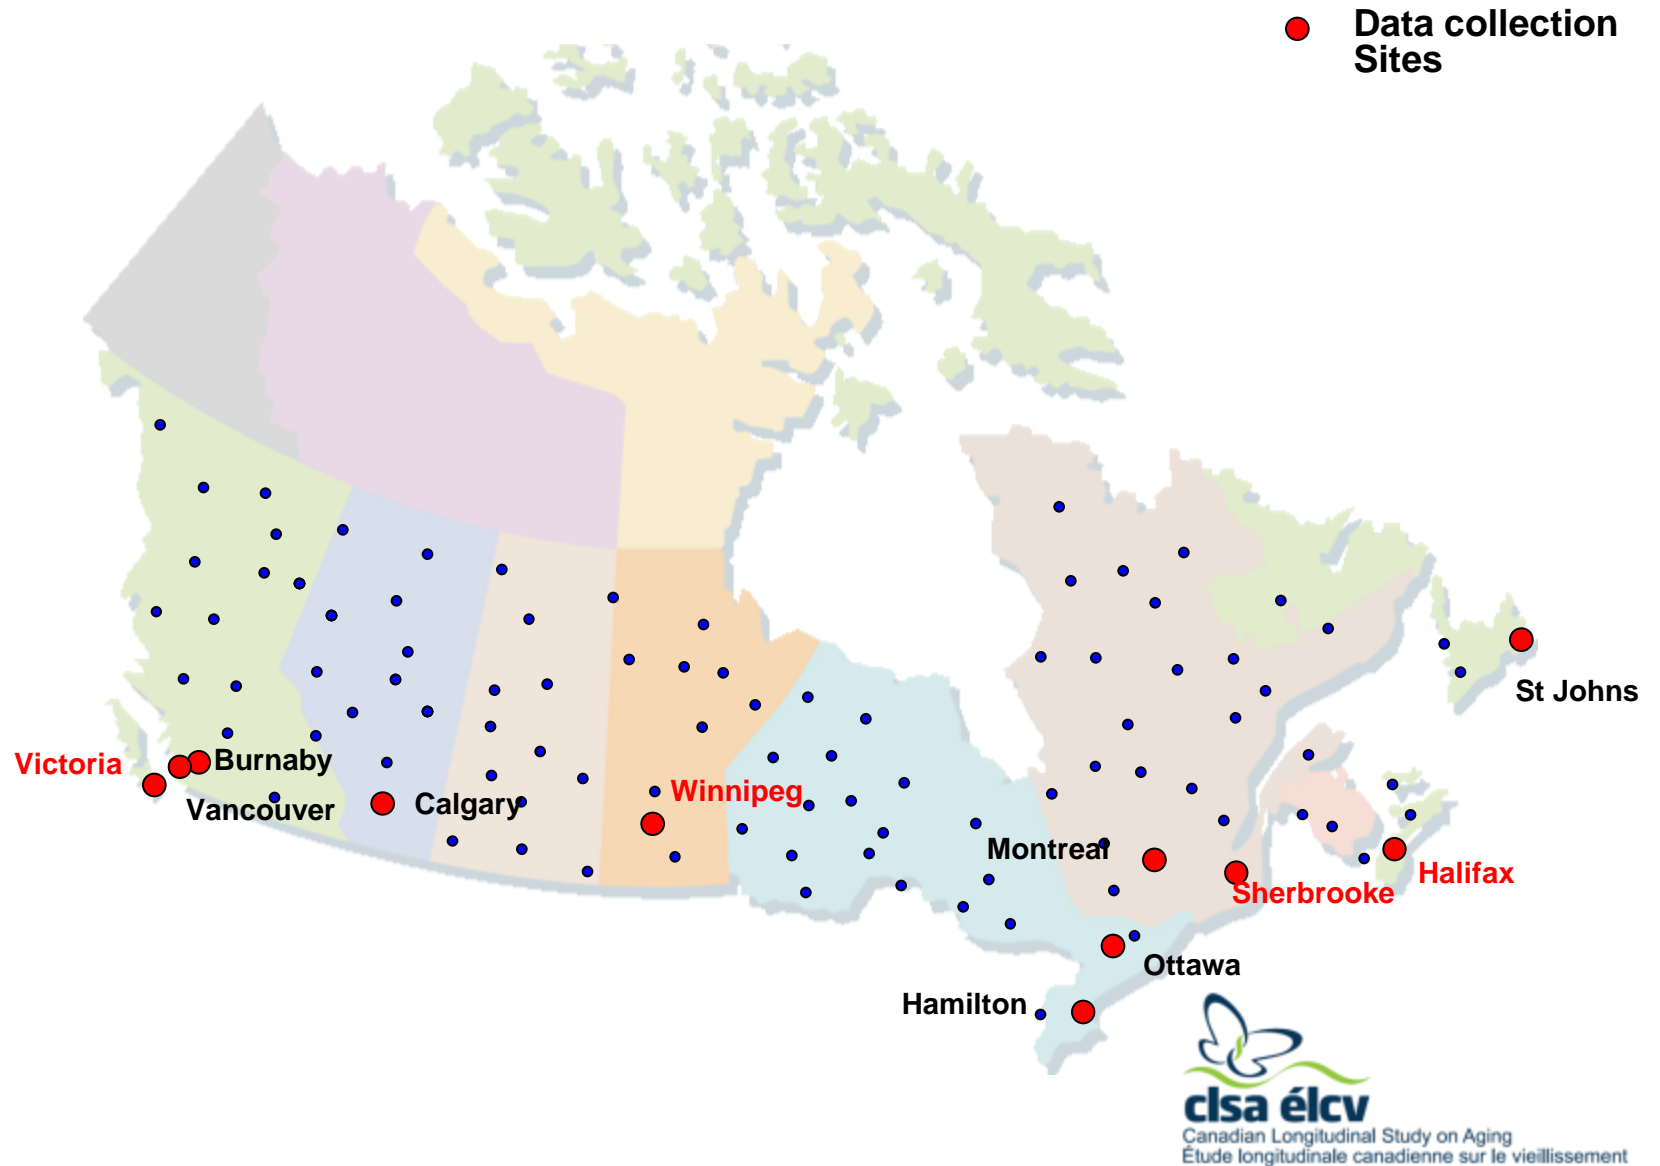 Data collection
Sites
Victoria
Burnaby
Vancouver
Calgary
Winnipeg
Montreal
Sherbrooke
Halifax
St Johns
Ottawa
Hamilton
clsa élcv
Canadian Longitudinal Study on Aging
Étude longitudinale canadienne sur le vieillissement